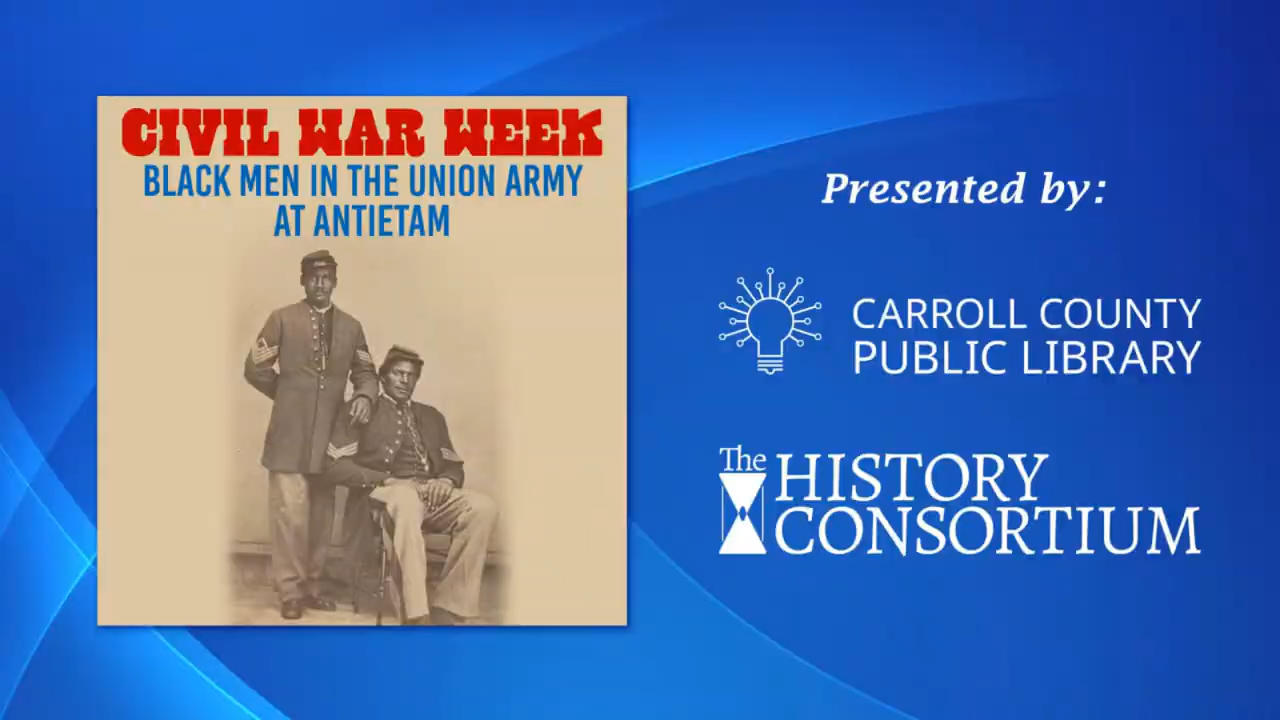 CIVIL WAR WEEK
BLACK MEN IN THE UNION ARMY
AT ANTIETAM
Presented by:
CARROLL COUNTY
PUBLIC LIBRARY
The HISTORY
CONSORTIUM